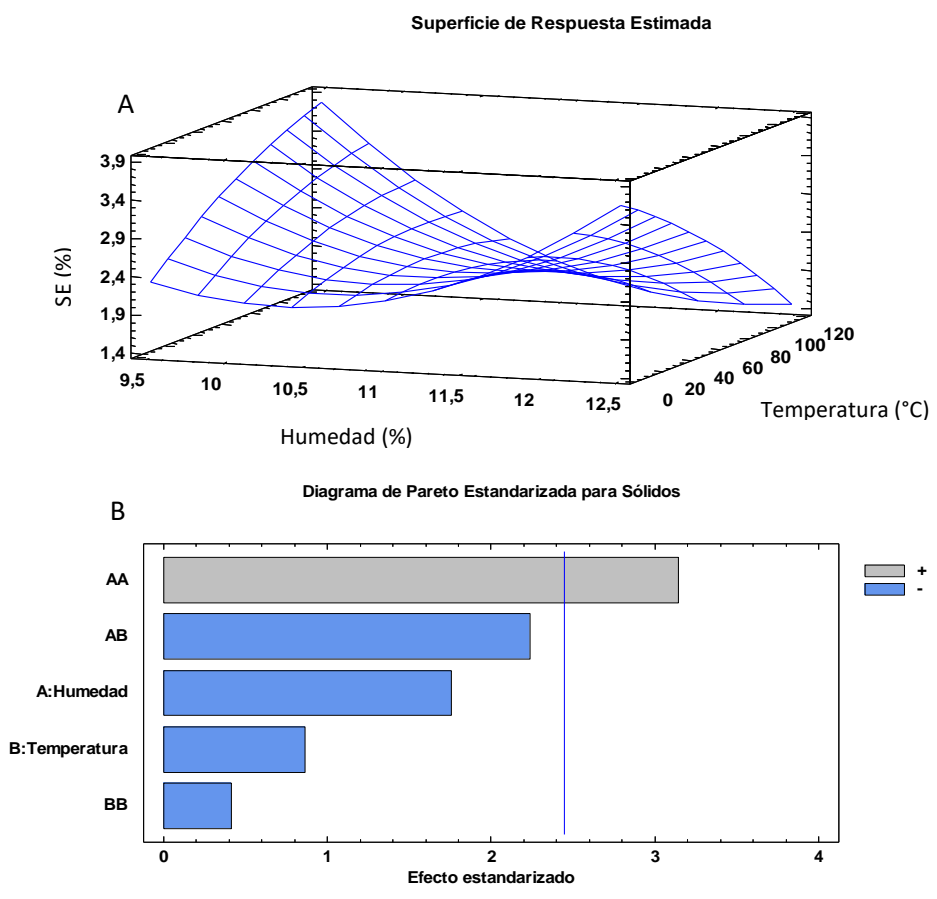 Superficie de Respuesta Estimada
A
3,9
3,4
2,9
2,4
1,9
1,4
SE (%)
9,5 10 10,5 11 11,5 12 12,5
Humedad (%)
0 20 40 60 80 100 120
Temperatura (°C)
Diagrama de Pareto Estandarizada para Sólidos
B
AA
AB
A:Humedad
B:Temperatura
BB
+
-
0 1 2 3 4
Efecto estandarizado